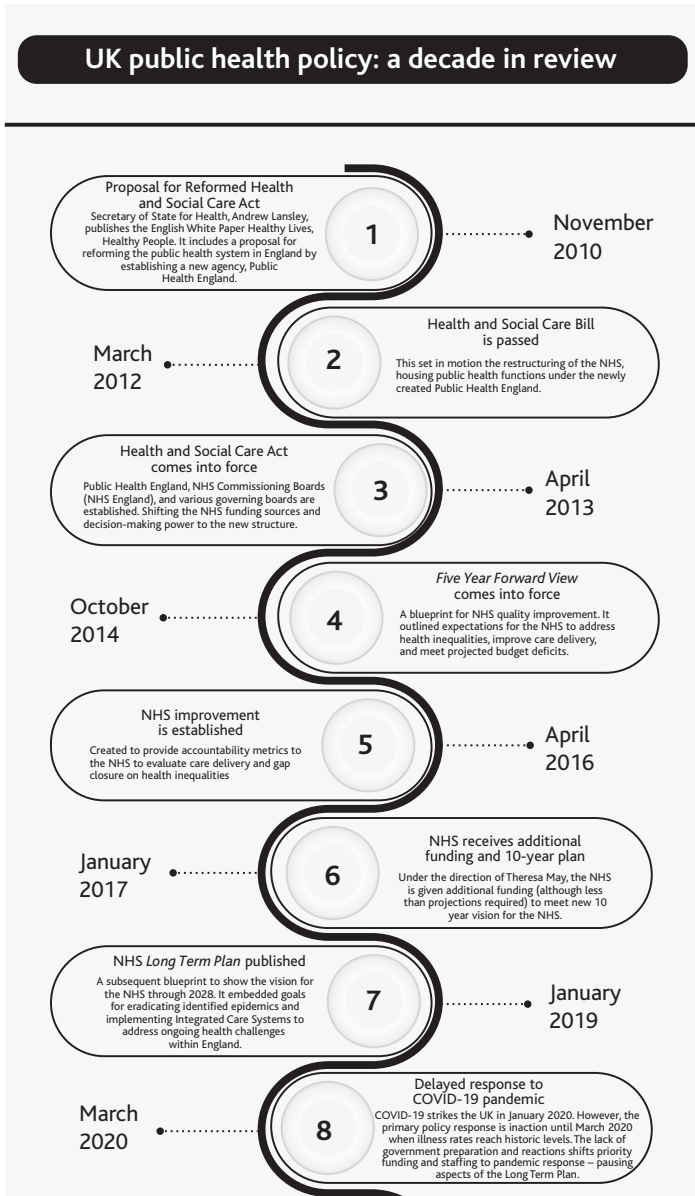 UK public health policy: a decade in review
Proposal for Reformed Health
and Social Care Act
Secretary of State for Health, Andrew Lansley,
publishes the English White Paper Healthy Lives,
Healthy People. It includes a proposal for
reforming the public health system in England by
establishing a new agency, Public
Health England.
1
November
2010
March
2012
2
Health and Social Care Bill
is passed
This set in motion the restructuring of the NHS,
housing public health functions under the newly
created Public Health England.
Health and Social Care Act
comes into force
Public Health England, NHS Commissioning Boards
(NHS England), and various governing boards are
established. Shifting the NHS funding sources and
decision-making power to the new structure.
3
April
2013
October
2014
4
Five Year Forward View
comes into force
A blueprint for NHS quality improvement. It
outlined expectations for the NHS to address
health inequalities, improve care delivery,
and meet projected budget deficits.
NHS improvement
is established
Created to provide accountability metrics to
the NHS to evaluate care delivery and gap
closure on health inequalities
5
April
2016
January
2017
6
NHS receives additional
funding and 10-year plan
Under the direction of Theresa May, the NHS
is given additional funding (although less
than projections required) to meet new 10
year vision for the NHS.
NHS Long Term Plan published
A subsequent blueprint to show the vision for
the NHS through 2028. It embedded goals
for eradicating identified epidemics and
implementing Integrated Care Systems to
address ongoing health challenges
within England.
7
January
2019
March
2020
8
Delayed response to
COVID-19 pandemic
COVID-19 strikes the UK in January 2020. However, the
primary policy response is inaction until March 2020
when illness rates reach historic levels. The lack of
government preparation and reactions shifts priority
funding and staffing to pandemic response – pausing
aspects of the Long Term Plan.